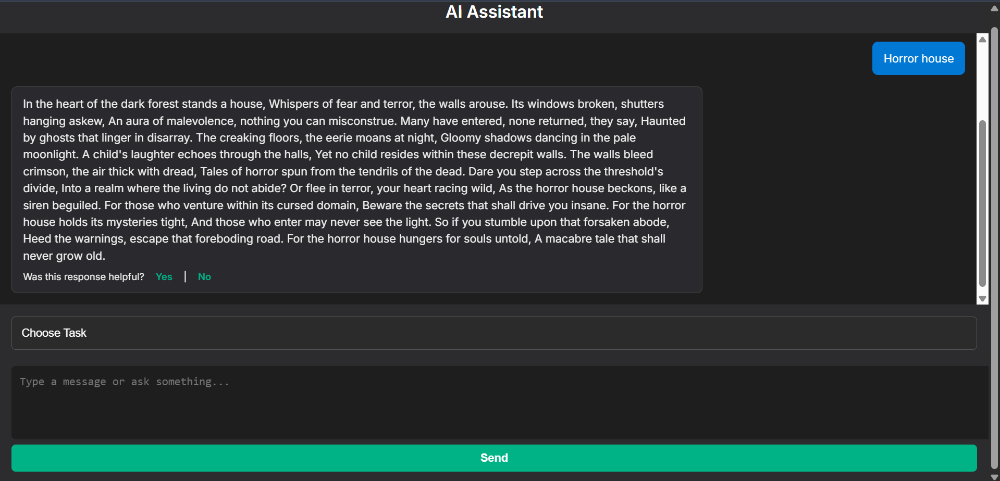 AI Assistant
Horror house
In the heart of the dark forest stands a house, Whispers of fear and terror, the walls arouse. Its windows broken, shutters
hanging askew, An aura of malevolence, nothing you can misconstrue. Many have entered, none returned, they say, Haunted
by ghosts that linger in disarray. The creaking floors, the eerie moans at night, Gloomy shadows dancing in the pale
moonlight. A child's laughter echoes through the halls, Yet no child resides within these decrepit walls. The walls bleed
crimson, the air thick with dread, Tales of horror spun from the tendrils of the dead. Dare you step across the threshold's
divide, Into a realm where the living do not abide? Or flee in terror, your heart racing wild, As the horror house beckons, like a
siren beguiled. For those who venture within its cursed domain, Beware the secrets that shall drive you insane. For the horror
house holds its mysteries tight, And those who enter may never see the light. So if you stumble upon that forsaken abode,
Heed the warnings, escape that foreboding road. For the horror house hungers for souls untold, A macabre tale that shall
never grow old.
Was this response helpful? Yes | No
Choose Task
Type a message or ask something...
Send